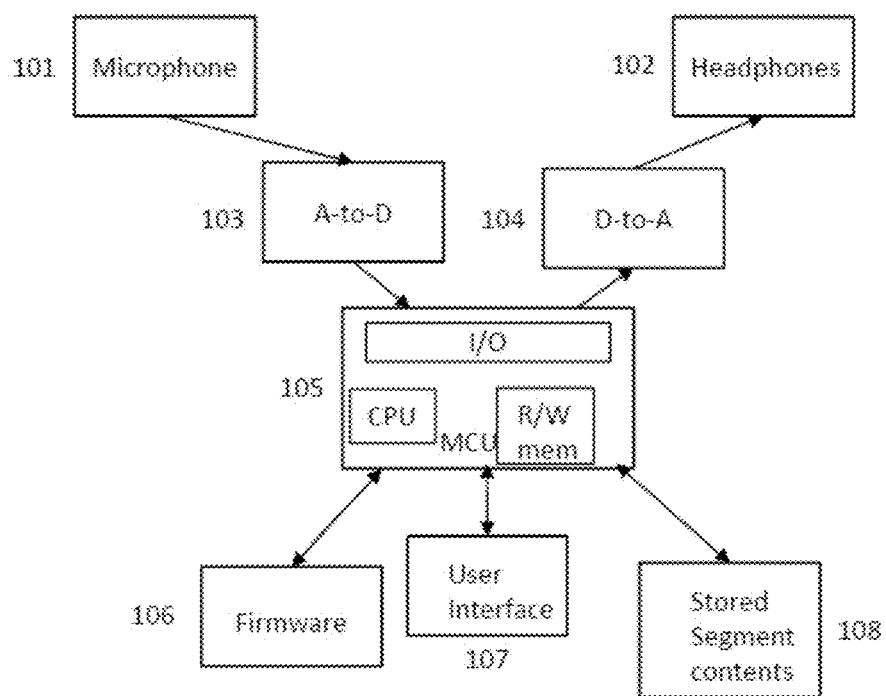 101
Microphone
102
Headphones
103
A-to-D
104
D-to-A
I/O
105
CPU
MCU
R/W
mem
106
Firmware
User
interface
107
Stored
Segment
contents
108